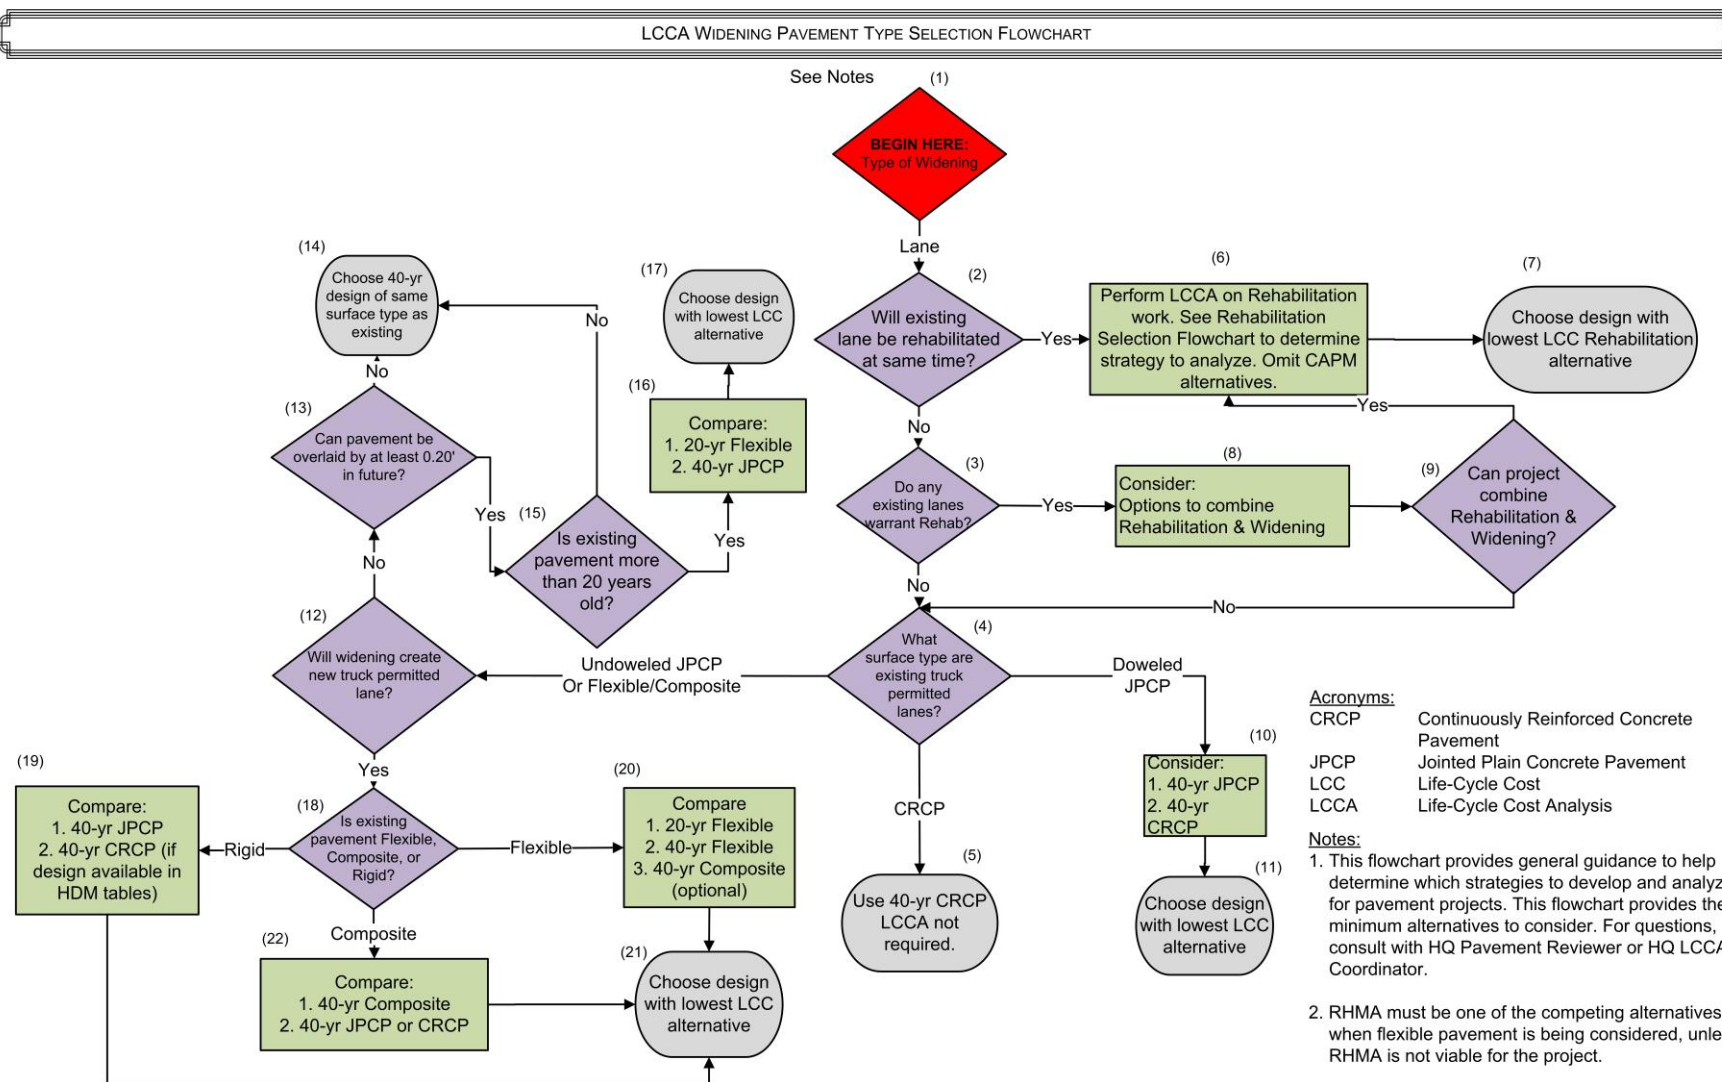 LCCA WIDENING PAVEMENT TYPE SELECTION FLOWCHART
See Notes
(1)
BEGIN HERE:
Type of Widening
Lane
(2)
Will existing
lane be rehabilitated
at same time?
Yes
(6)
Perform LCCA on Rehabilitation
work. See Rehabilitation
Selection Flowchart to determine
strategy to analyze. Omit CAPM
alternatives.
(7)
Choose design with
lowest LCC Rehabilitation
alternative
No
(3)
Do any
existing lanes
warrant Rehab?
Yes
(8)
Consider:
Options to combine
Rehabilitation & Widening
(9)
Can project
combine
Rehabilitation &
Widening?
Yes
No
No
(4)
What
surface type are
existing truck
permitted
lanes?
Undoweled JPCP
Or Flexible/Composite
Doweled
JPCP
CRCP
(5)
Use 40-yr CRCP
LCCA not
required.
(10)
Consider:
1. 40-yr JPCP
2. 40-yr
CRCP
(11)
Choose design
with lowest LCC
alternative
(12)
Will widening create
new truck permitted
lane?
No
(13)
Can pavement be
overlaid by at least 0.20'
in future?
No
(14)
Choose 40-yr
design of same
surface type as
existing
Yes
(15)
Is existing
pavement more
than 20 years
old?
No
Yes
(16)
Compare:
1. 20-yr Flexible
2. 40-yr JPCP
(17)
Choose design
with lowest LCC
alternative
Yes
(18)
Is existing
pavement Flexible,
Composite, or
Rigid?
Rigid
(19)
Compare:
1. 40-yr JPCP
2. 40-yr CRCP (if
design available in
HDM tables)
Flexible
(20)
Compare
1. 20-yr Flexible
2. 40-yr Flexible
3. 40-yr Composite
(optional)
(21)
Choose design
with lowest LCC
alternative
Composite
(22)
Compare:
1. 40-yr Composite
2. 40-yr JPCP or CRCP
Acronyms:
CRCP Continuously Reinforced Concrete
Pavement
JPCP Jointed Plain Concrete Pavement
LCC Life-Cycle Cost
LCCA Life-Cycle Cost Analysis
Notes:
1. This flowchart provides general guidance to help
determine which strategies to develop and analyz
for pavement projects. This flowchart provides the
minimum alternatives to consider. For questions,
consult with HQ Pavement Reviewer or HQ LCCA
Coordinator.
2. RHMA must be one of the competing alternatives
when flexible pavement is being considered, unle
RHMA is not viable for the project.